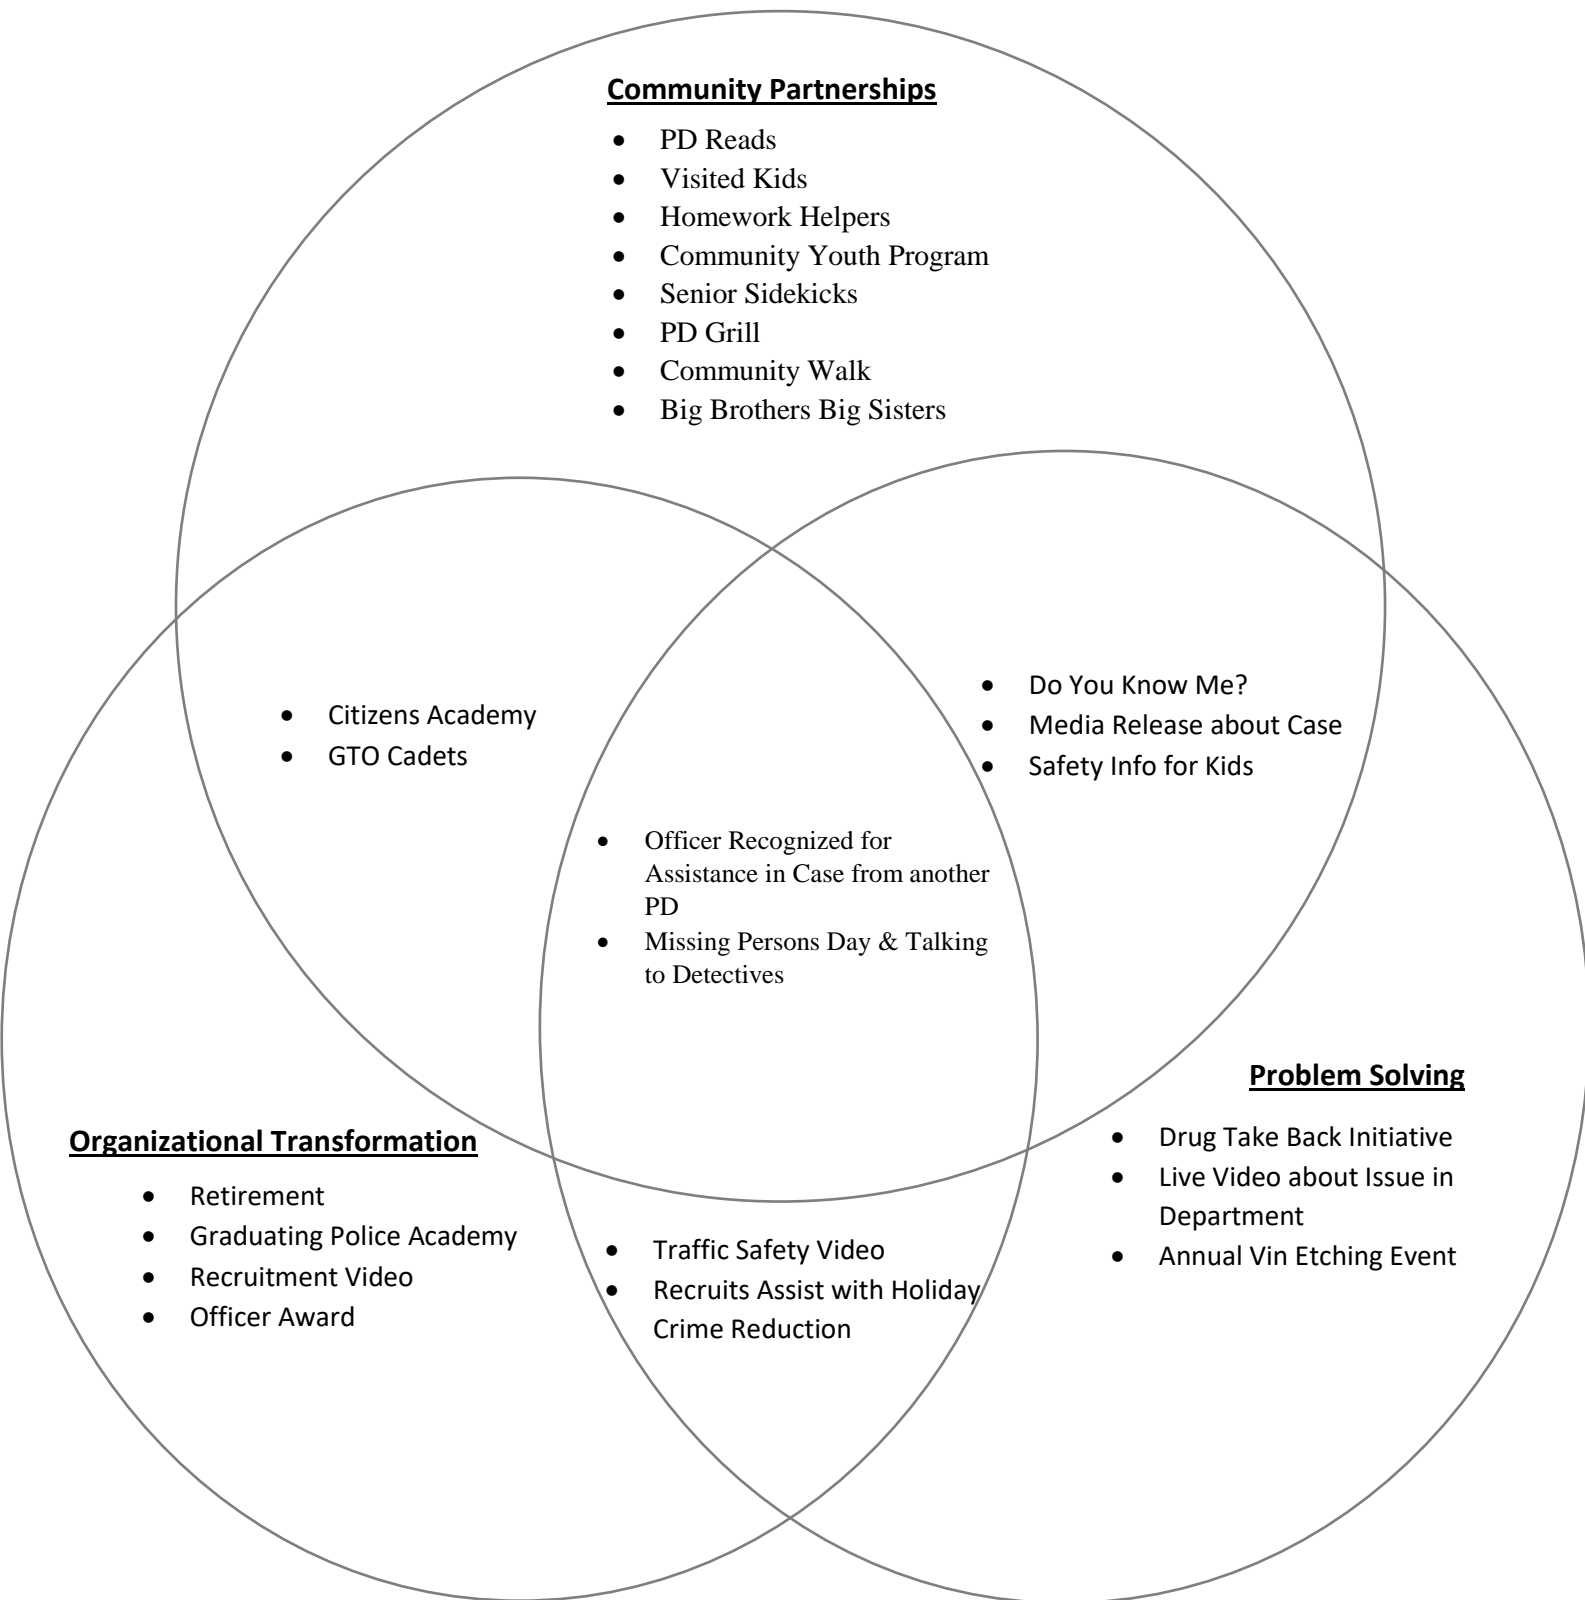 Community Partnerships
• PD Reads
• Visited Kids
• Homework Helpers
• Community Youth Program
• Senior Sidekicks
• PD Grill
• Community Walk
• Big Brothers Big Sisters
• Citizens Academy
• GTO Cadets
• Do You Know Me?
• Media Release about Case
• Safety Info for Kids
• Officer Recognized for
Assistance in Case from another
PD
• Missing Persons Day & Talking
to Detectives
Organizational Transformation
• Retirement
• Graduating Police Academy
• Recruitment Video
• Officer Award
• Traffic Safety Video
• Recruits Assist with Holiday
Crime Reduction
Problem Solving
• Drug Take Back Initiative
• Live Video about Issue in
Department
• Annual Vin Etching Event